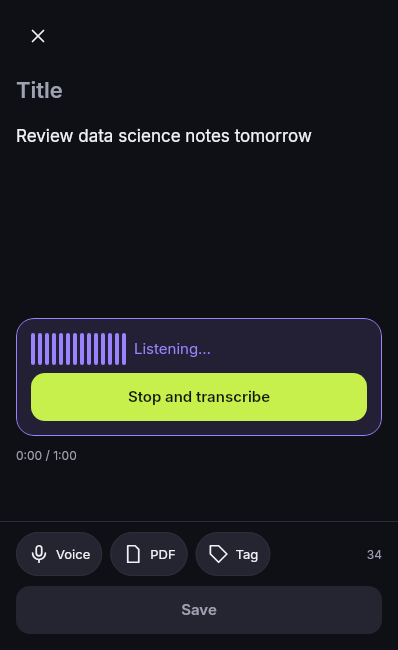 Title
Review data science notes tomorrow
Listening...
Stop and transcribe
0:00 / 1:00
Voice PDF Tag 34
Save